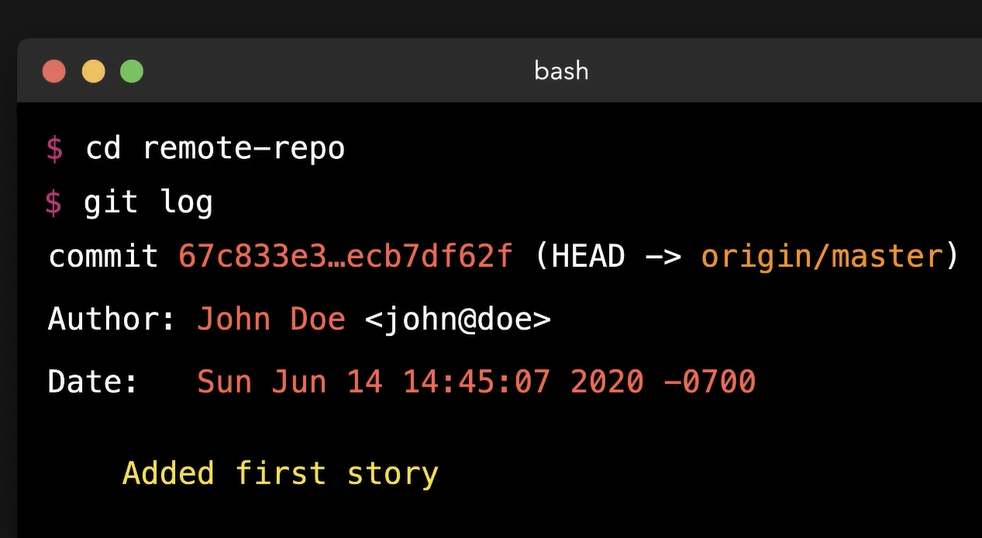 bash
$ cd remote-repo
$ git log
commit 67c833e3…ecb7df62f (HEAD -> origin/master)
Author: John Doe <john@doe>
Date:   Sun Jun 14 14:45:07 2020 -0700
Added first story